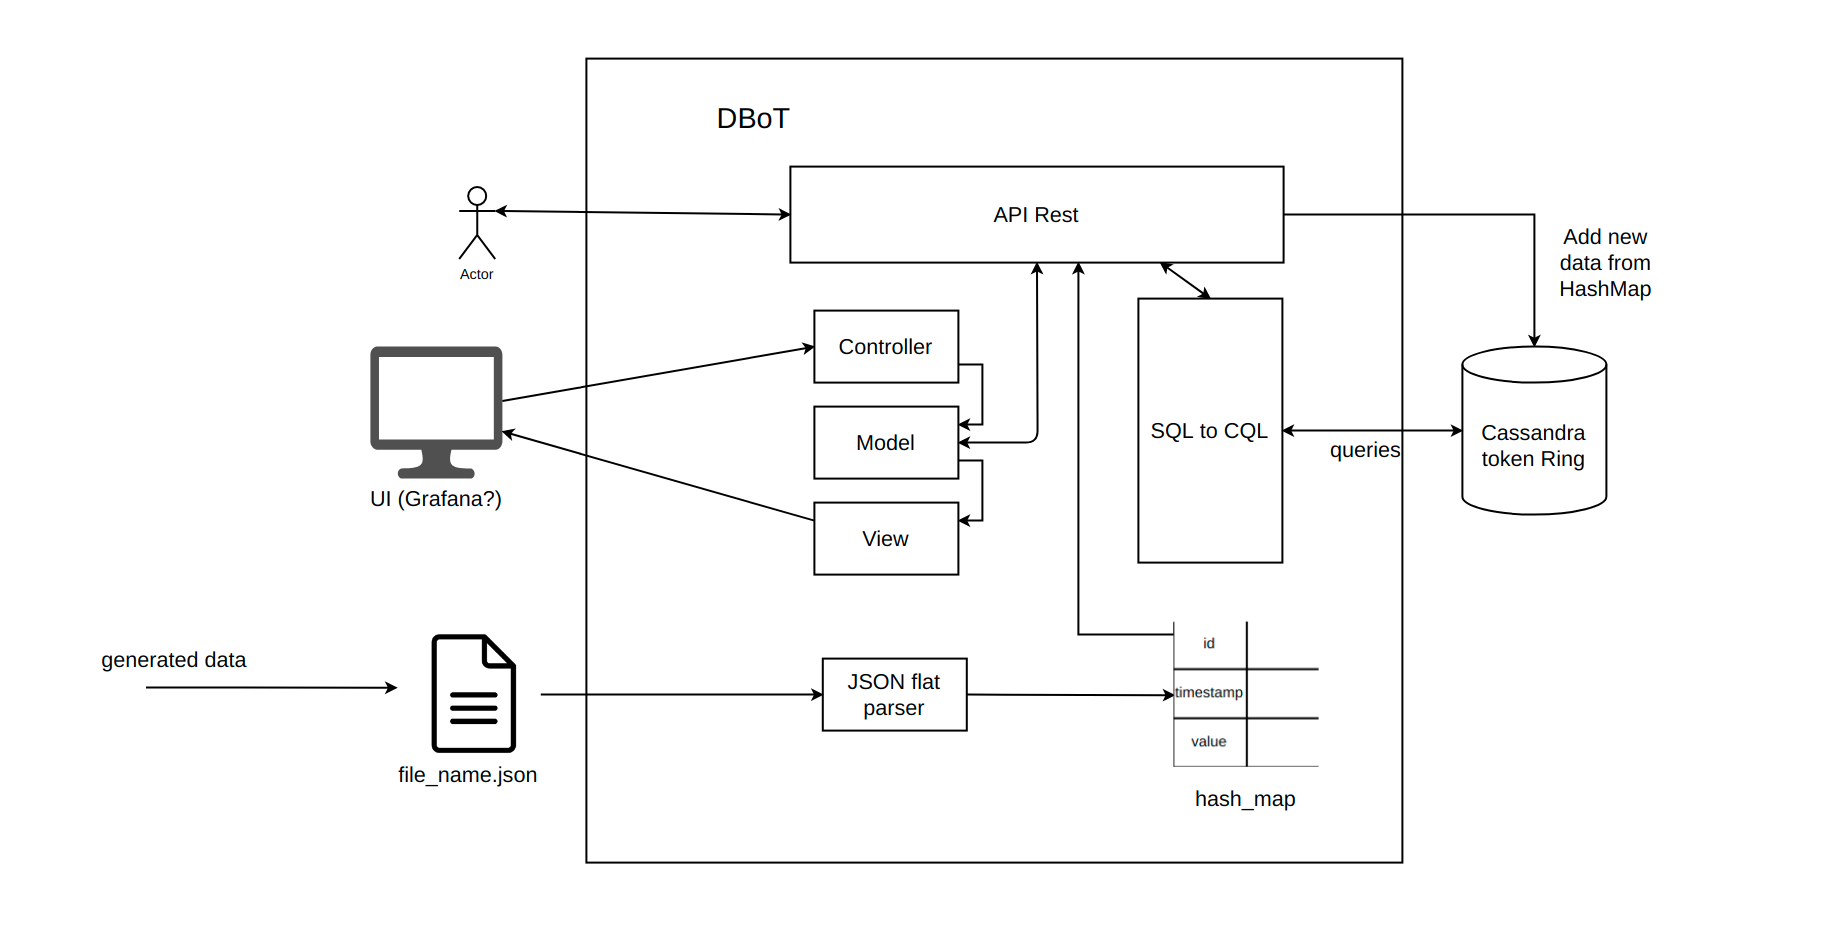 DBoT
API Rest
Actor
Add new
data from
HashMap
Controller
Model
View
SQL to CQL
queries
Cassandra
token Ring
UI (Grafana?)
generated data
file_name.json
JSON flat
parser
id
timestamp
value
hash_map